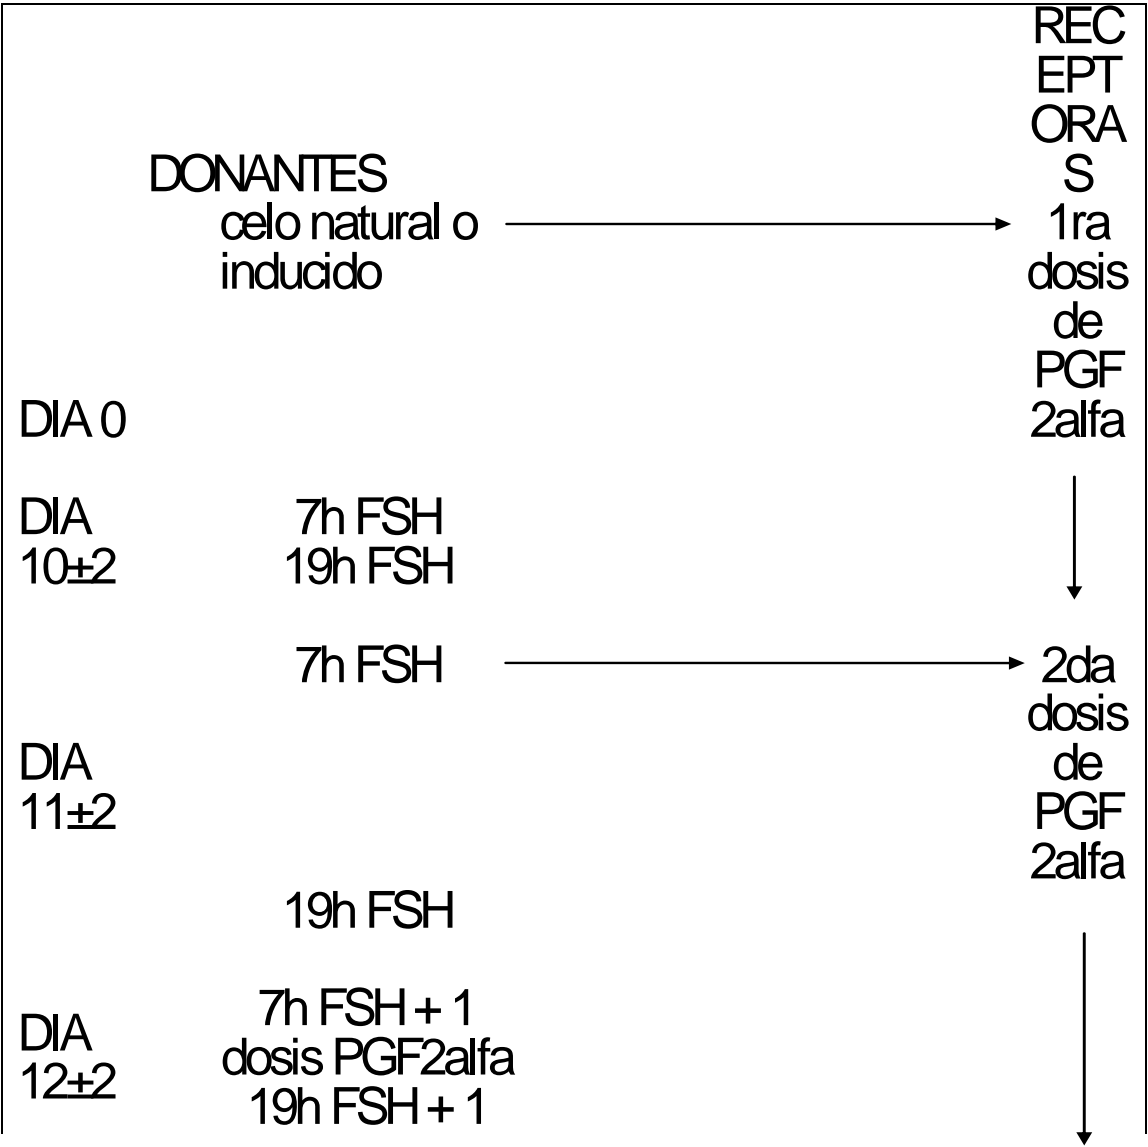 REC
EPT
ORA
S
DONANTES
celo natural o
inducido
1ra
dosis
de
PGF
2alfa
DIA 0
DIA
10±2
7h FSH
19h FSH
7h FSH
2da
dosis
de
PGF
2alfa
DIA
11±2
19h FSH
DIA
12±2
7h FSH + 1
dosis PGF2alfa
19h FSH + 1